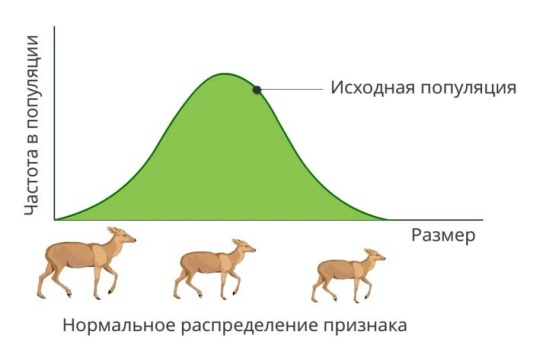 Частота в популяции
Исходная популяция
Размер
Нормальное распределение признака